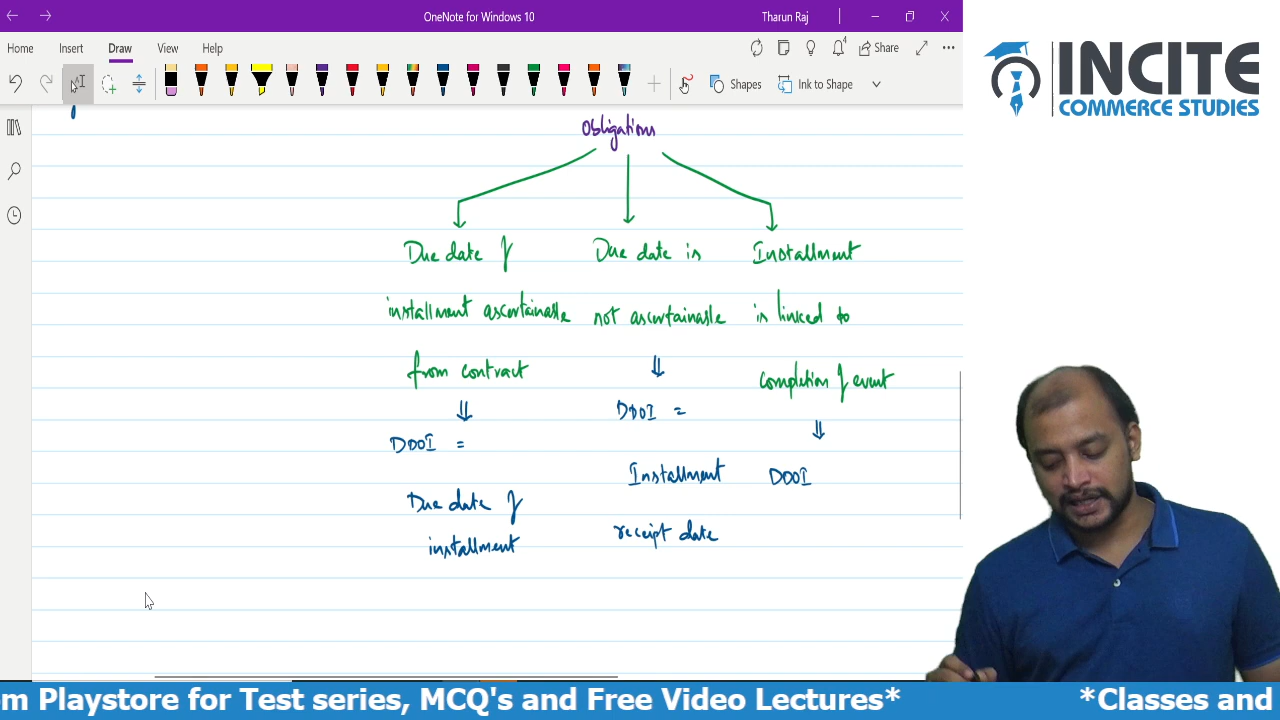 OneNote for Windows 10
Tharun Raj
Home Insert Draw View Help
4
Share
Shapes
Ink to Shape
INCITE
COMMERCE STUDIES
Obligations
Due date of
installment ascertainable
from contract
⇓
DOOI =
Due date of
installment
Due date is
not ascertainable
⇓
DOOI =
Installment
receipt date
Installment
is linked to
Completion of event
⇓
DOOI
m Playstore for Test series, MCQ's and Free Video Lectures* *Classes and